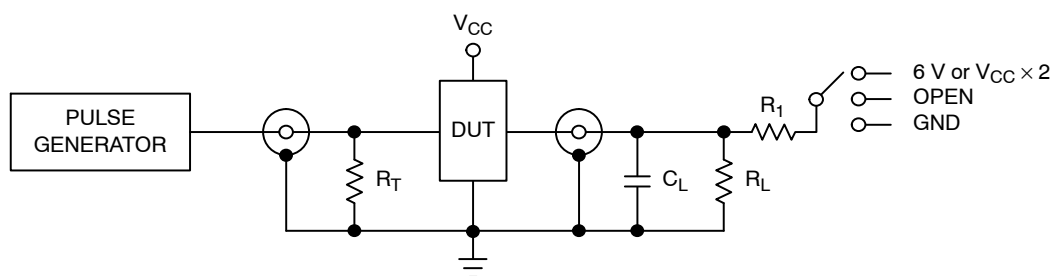 V_CC
6 V or V_CC × 2
PULSE
GENERATOR
R_1
OPEN
DUT
GND
R_T
C_L
R_L